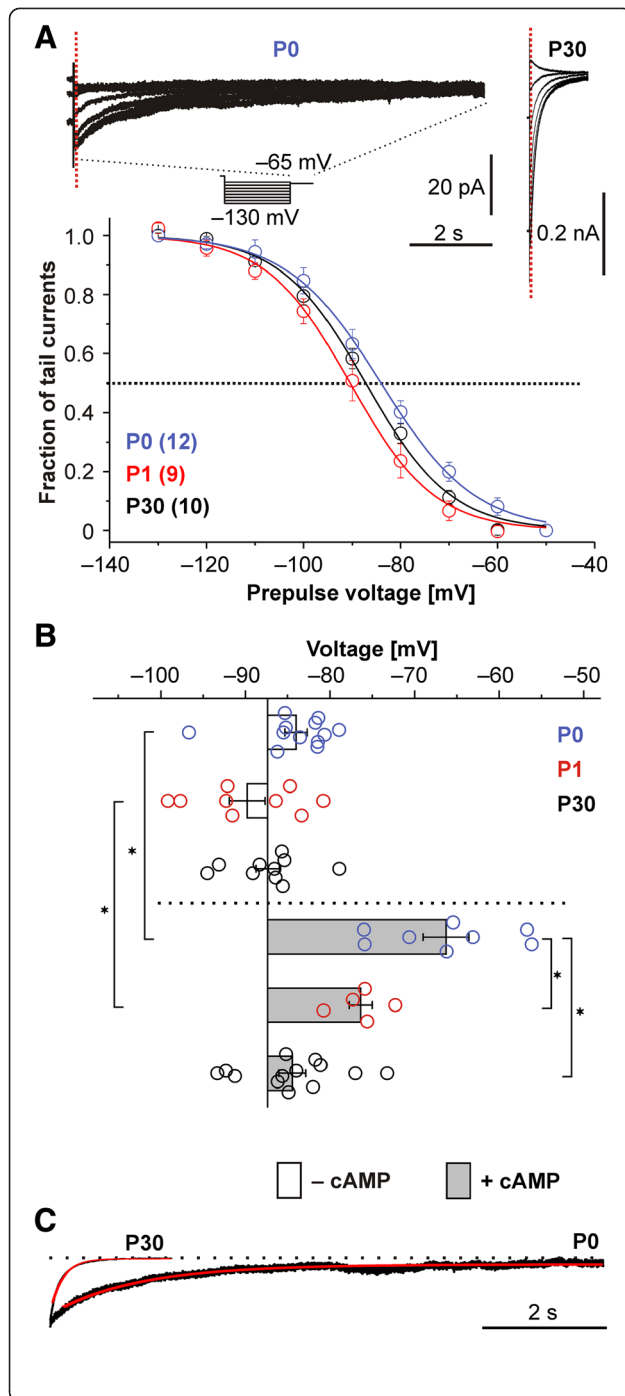 A
P0
P30
–65 mV
–130 mV
20 pA
2 s
0.2 nA
1.0
0.8
0.6
0.4
0.2
0
Fraction of tail currents
P0 (12)
P1 (9)
P30 (10)
–140 –120 –100 –80 –60 –40
Prepulse voltage [mV]
B
Voltage [mV]
–100 –90 –80 –70 –60 –50
P0
P1
P30
*
*
*
*
– cAMP + cAMP
C
P30 P0
2 s